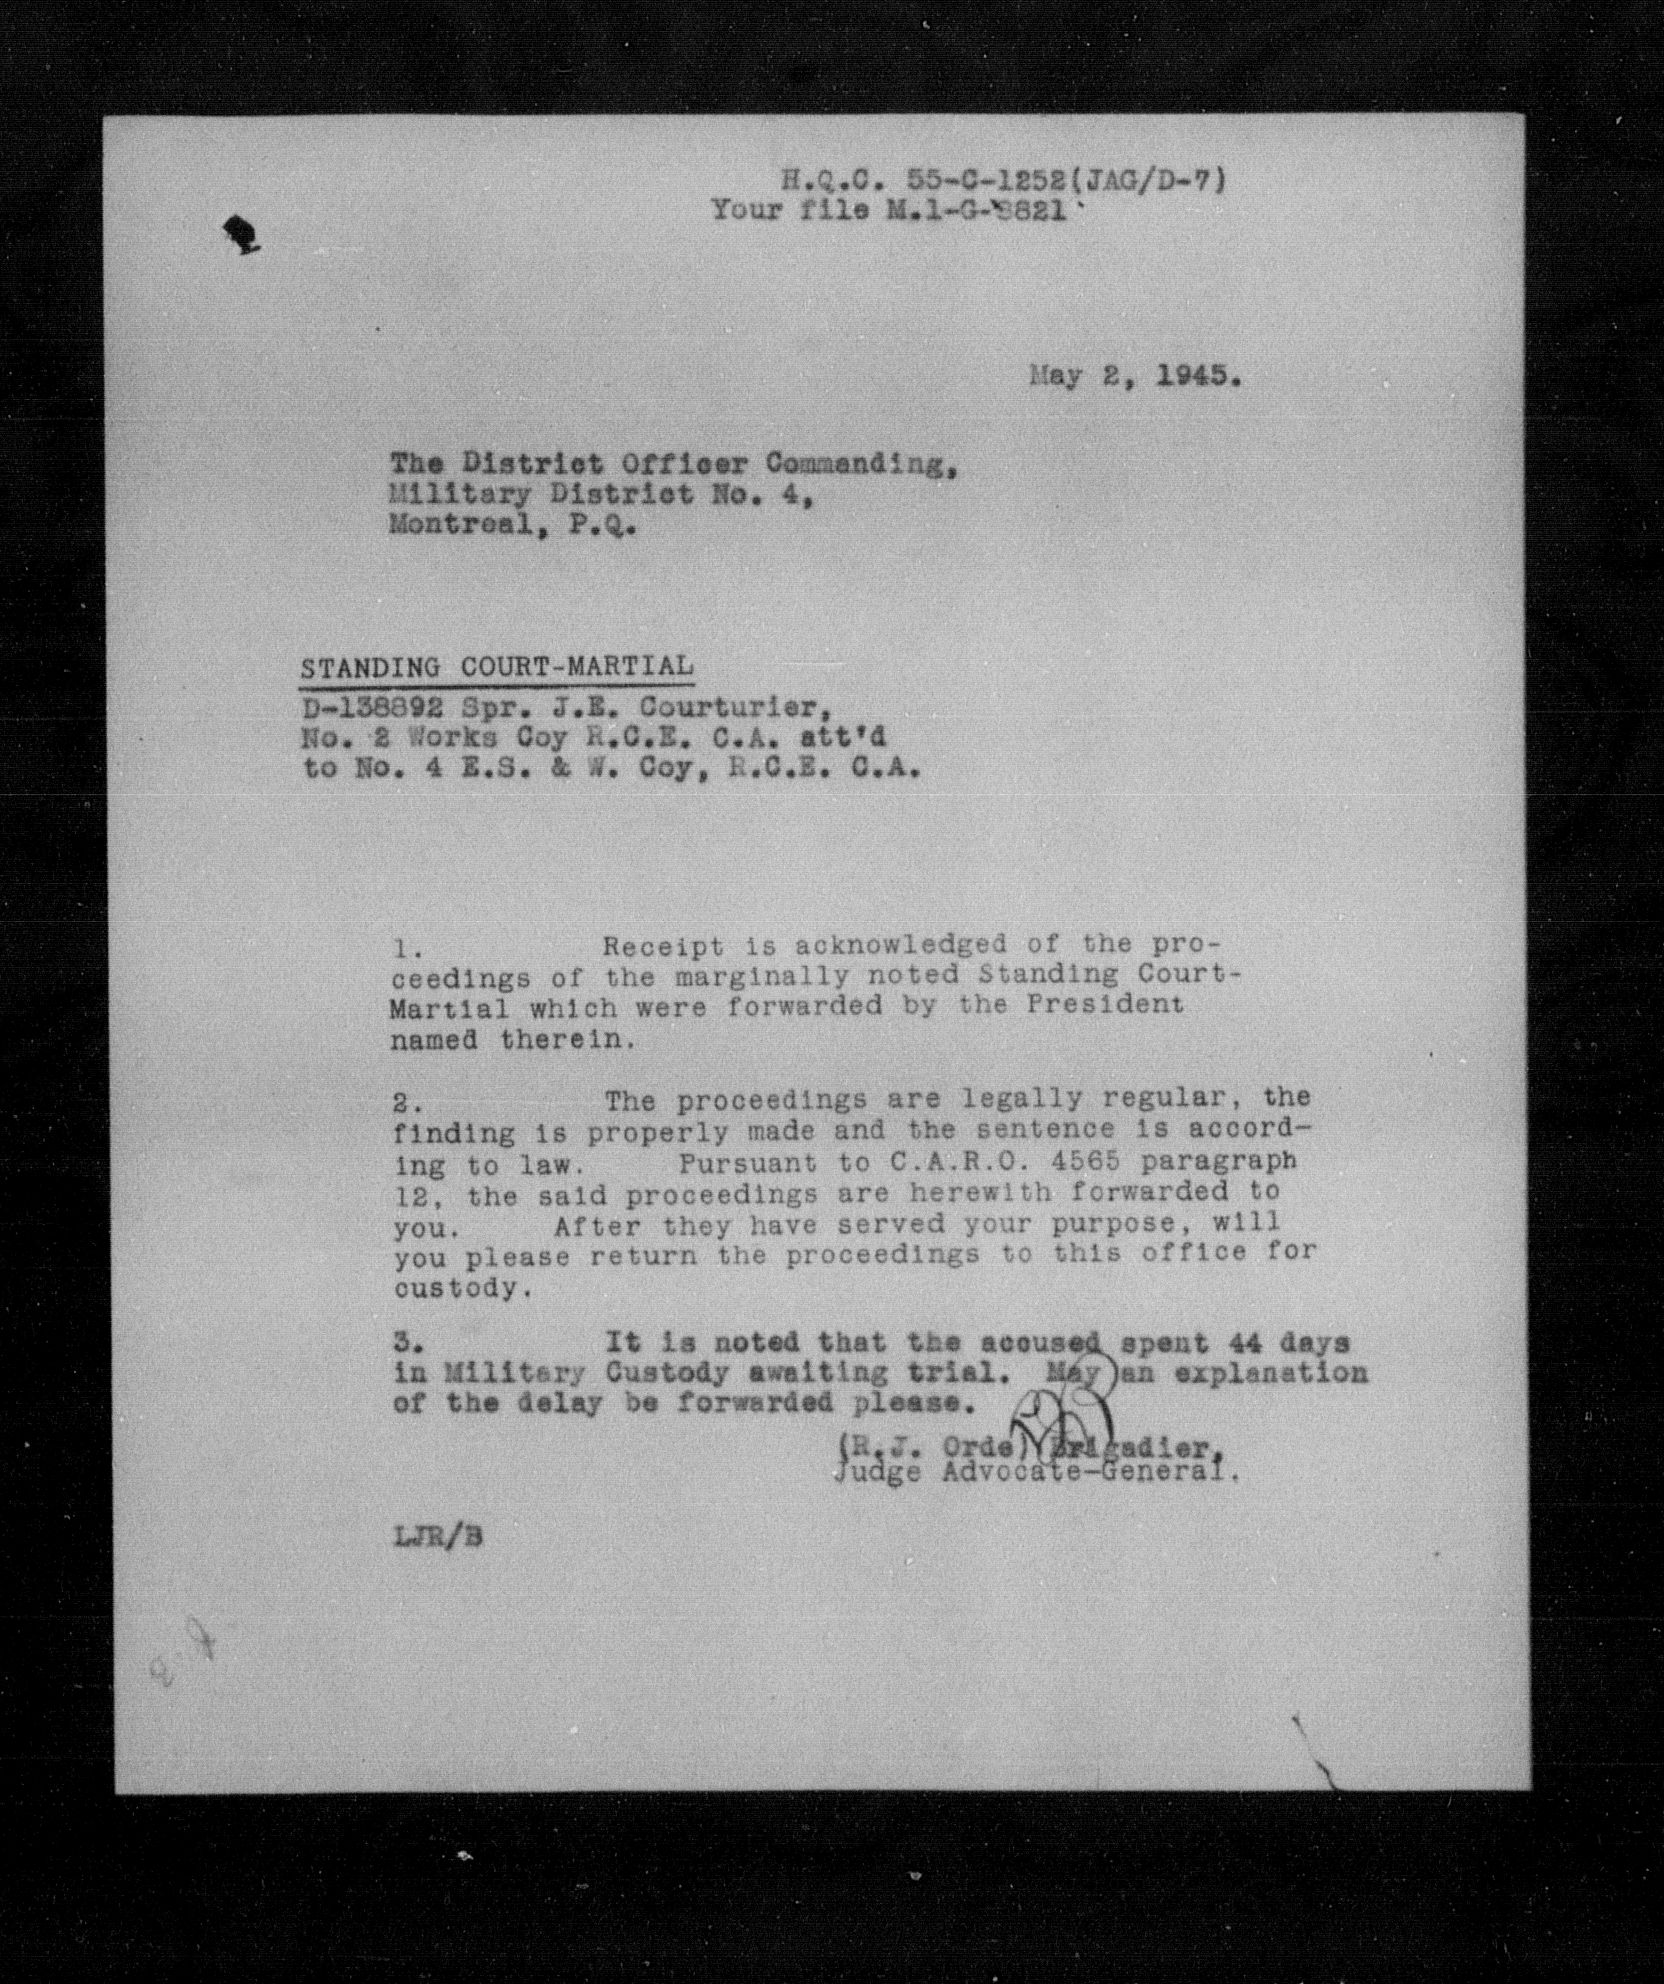 H.Q.C. 55-C-1252(JAG/D-7)
Your file M.1-G-8821
May 2, 1945.
The District Officer Commanding,
Military District No. 4,
Montreal, P.Q.
STANDING COURT-MARTIAL
D-138892 Spr. J.E. Courturier,
No. 2 Works Coy R.C.E. C.A. att'd
to No. 4 E.S. & W. Coy, R.C.E. C.A.
1. Receipt is acknowledged of the pro-
ceedings of the marginally noted Standing Court-
Martial which were forwarded by the President
named therein.
2. The proceedings are legally regular, the
finding is properly made and the sentence is accord-
ing to law. Pursuant to C.A.R.O. 4565 paragraph
12, the said proceedings are herewith forwarded to
you. After they have served your purpose, will
you please return the proceedings to this office for
custody.
3. It is noted that the accused spent 44 days
in Military Custody awaiting trial. May an explanation
of the delay be forwarded please.
(R.J. Orde) Brigadier,
Judge Advocate-General.
LJR/B